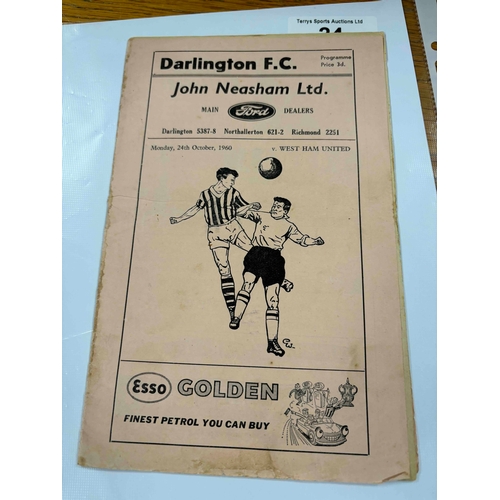 Terrys Sports Auctions Ltd
24
Darlington F.C.
Programme
Price 3d.
John Neasham Ltd.
MAIN Ford DEALERS
Darlington 5387-8 Northallerton 621-2 Richmond 2251
Monday, 24th October, 1960 v. WEST HAM UNITED
Esso GOLDEN
FINEST PETROL YOU CAN BUY